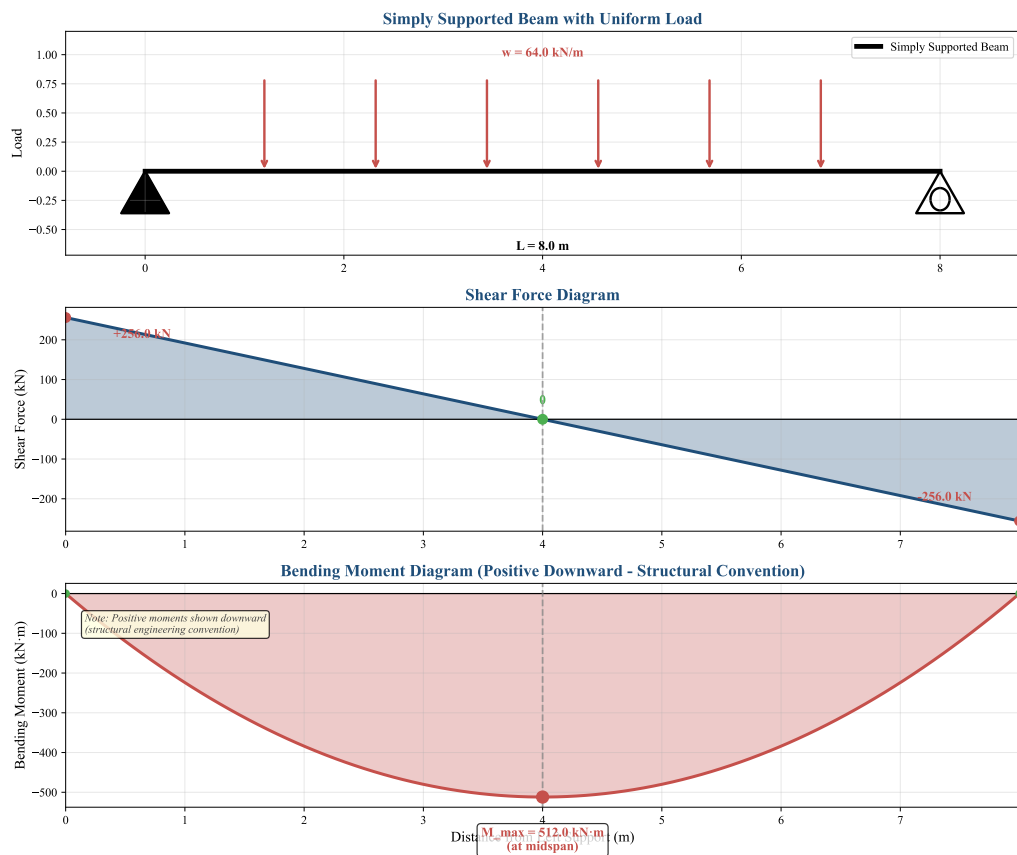 Simply Supported Beam with Uniform Load
w = 64.0 kN/m
Simply Supported Beam
Load
1.00
0.75
0.50
0.25
0.00
−0.25
−0.50
L = 8.0 m
0 2 4 6 8
Shear Force Diagram
Shear Force (kN)
200
100
0
−100
−200
+256.0 kN
0
-256.0 kN
0 1 2 3 4 5 6 7
Bending Moment Diagram (Positive Downward - Structural Convention)
Bending Moment (kN·m)
0
−100
−200
−300
−400
−500
Note: Positive moments shown downward
(structural engineering convention)
0 1 2 3 4 5 6 7
Distance from Left Support (m)
M_max = 512.0 kN·m
(at midspan)